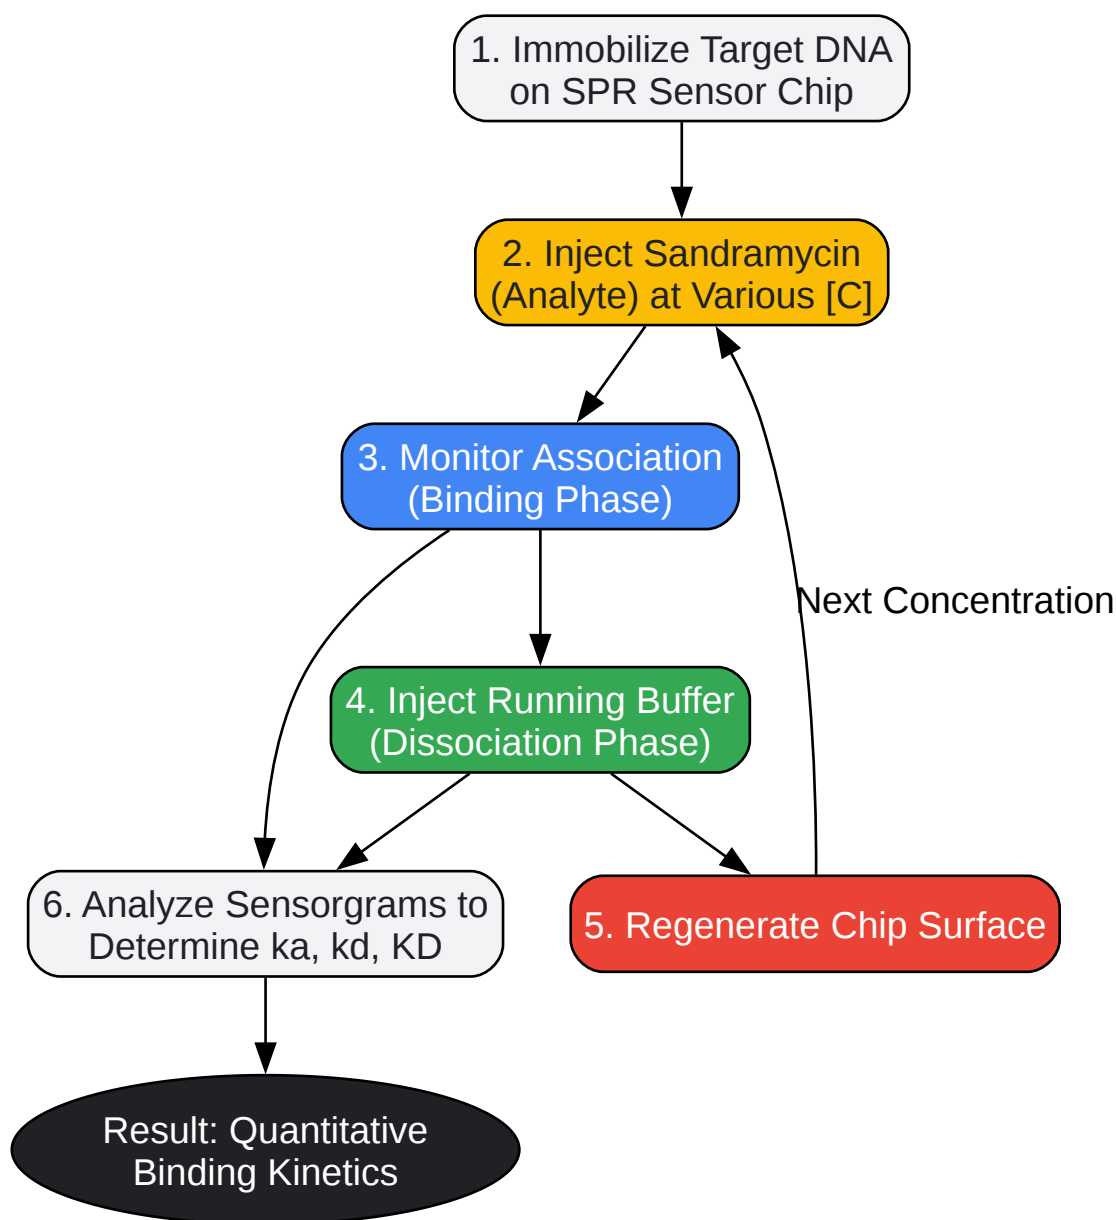 1. Immobilize Target DNA
on SPR Sensor Chip
2. Inject Sandramycin
(Analyte) at Various [C]
3. Monitor Association
(Binding Phase)
Next Concentration
4. Inject Running Buffer
(Dissociation Phase)
6. Analyze Sensorgrams to
Determine ka, kd, KD
5. Regenerate Chip Surface
Result: Quantitative
Binding Kinetics